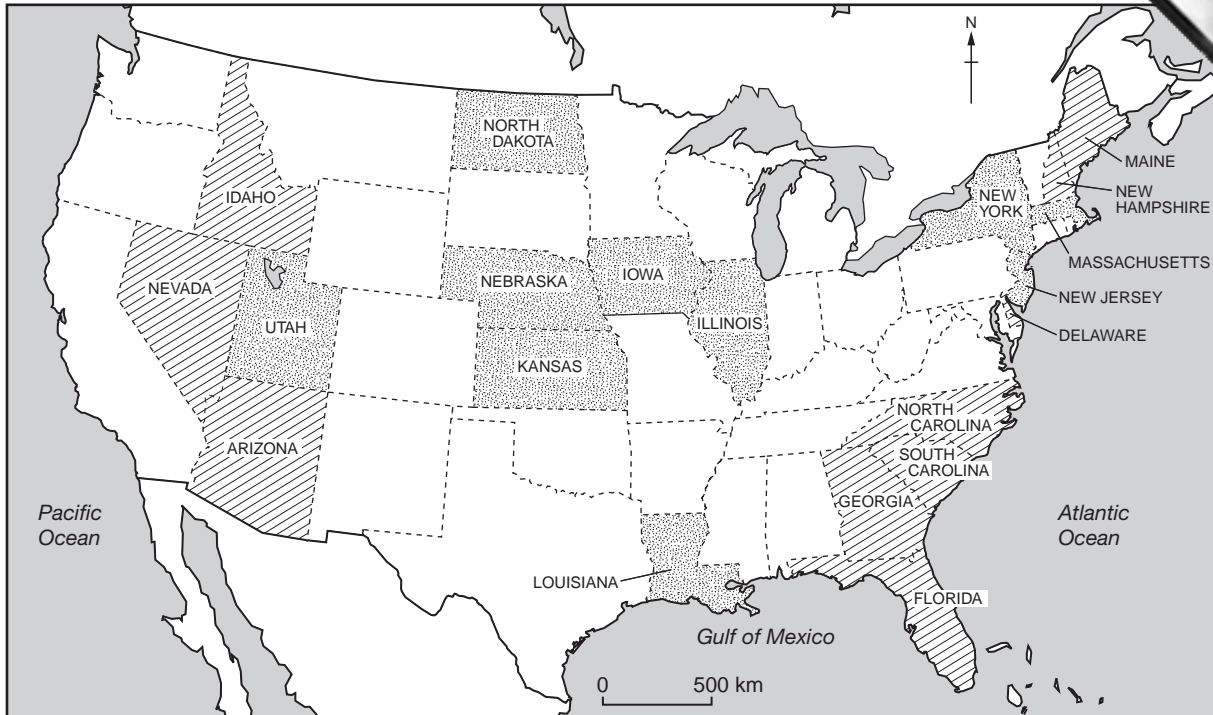 N
NORTH
DAKOTA
MAINE
IDAHO
NEW
YORK
NEW
HAMPSHIRE
MASSACHUSETTS
NEVADA
NEBRASKA
IOWA
NEW JERSEY
UTAH
ILLINOIS
DELAWARE
KANSAS
NORTH
CAROLINA
ARIZONA
SOUTH
CAROLINA
GEORGIA
Pacific
Ocean
Atlantic
Ocean
LOUISIANA
FLORIDA
Gulf of Mexico
0 500 km